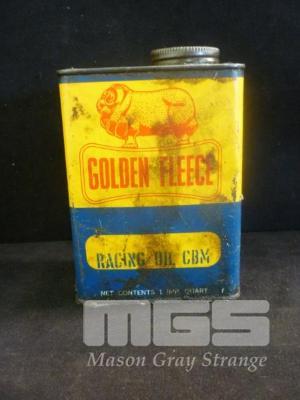 GOLDEN FLEECE
RACING OIL CBM
NET CONTENTS 1 IMP. QUART
MGS
Mason Gray Strange